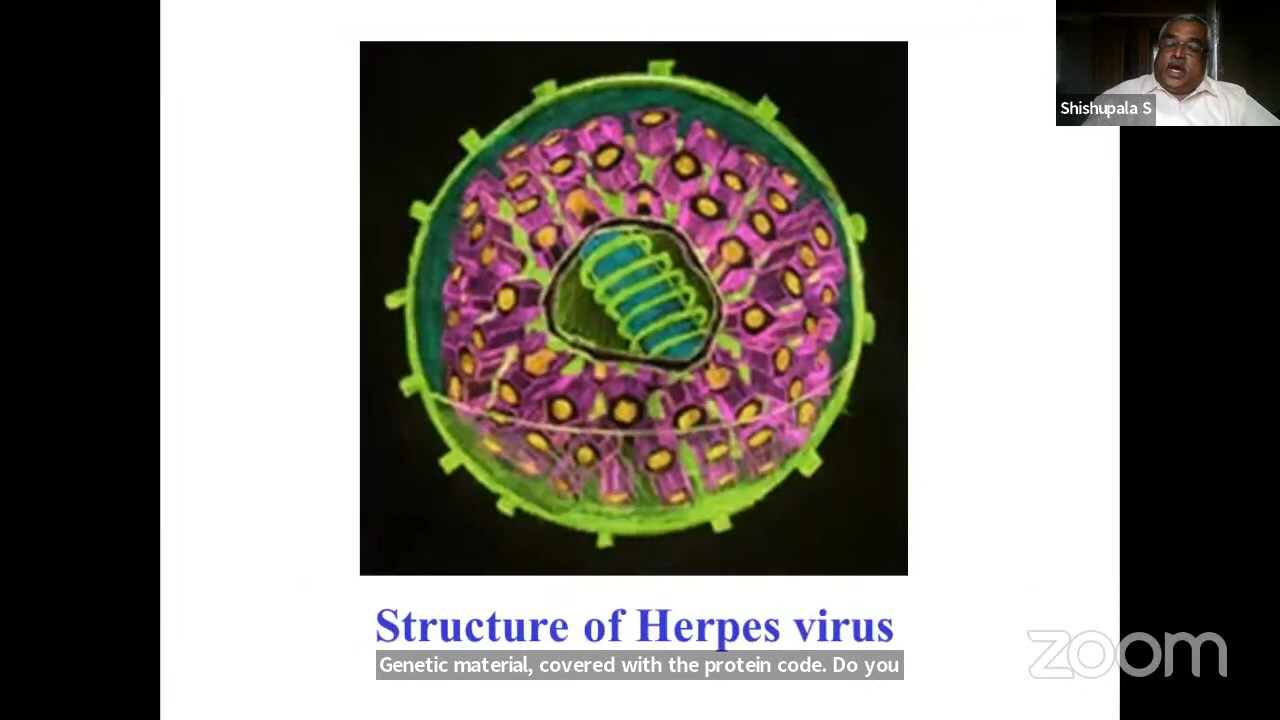 Shishupala S
Structure of Herpes virus
Genetic material, covered with the protein code. Do you
zoom